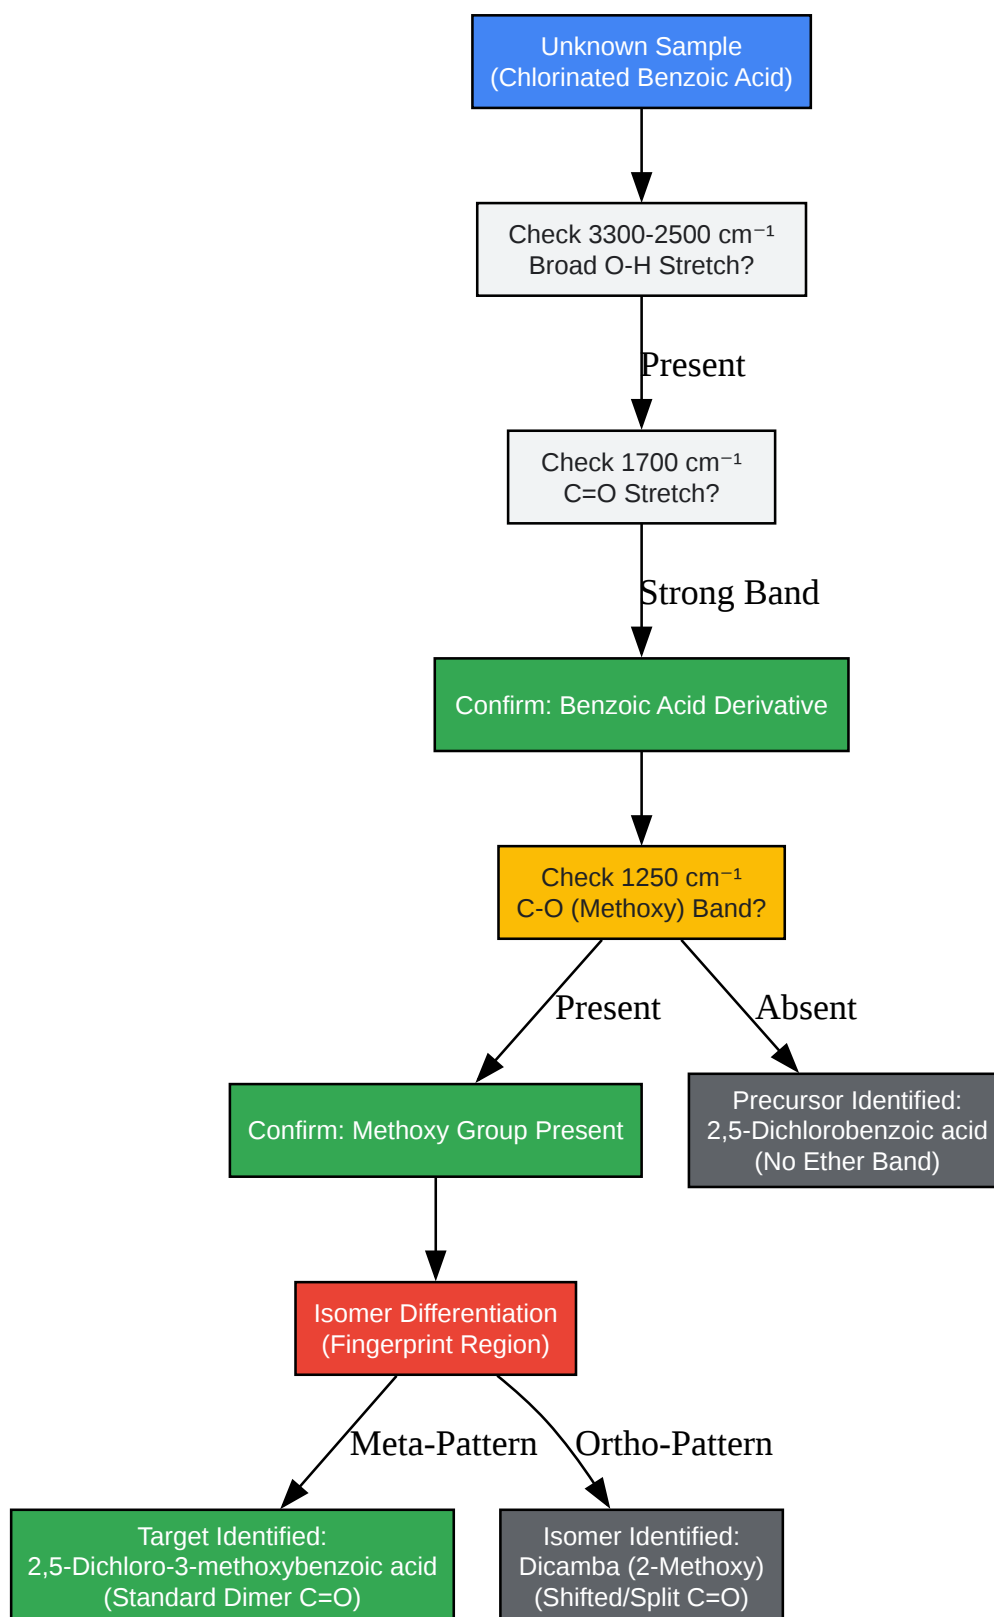 Unknown Sample
(Chlorinated Benzoic Acid)
Check 3300-2500 cm⁻¹
Broad O-H Stretch?
Present
Check 1700 cm⁻¹
C=O Stretch?
Strong Band
Confirm: Benzoic Acid Derivative
Check 1250 cm⁻¹
C-O (Methoxy) Band?
Present
Absent
Confirm: Methoxy Group Present
Precursor Identified:
2,5-Dichlorobenzoic acid
(No Ether Band)
Isomer Differentiation
(Fingerprint Region)
Meta-Pattern
Ortho-Pattern
Target Identified:
2,5-Dichloro-3-methoxybenzoic acid
(Standard Dimer C=O)
Isomer Identified:
Dicamba (2-Methoxy)
(Shifted/Split C=O)